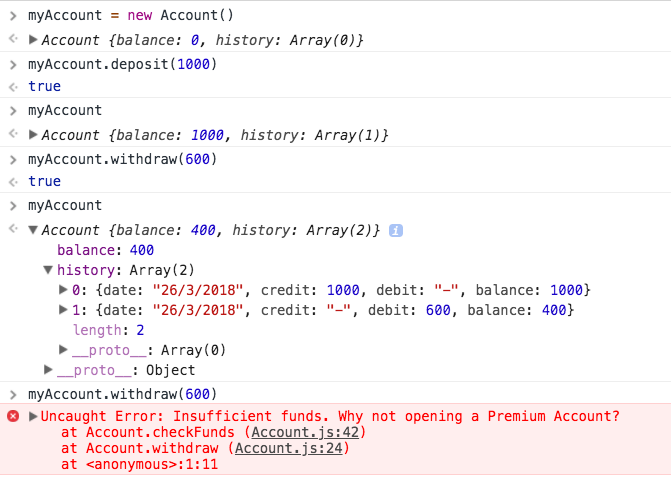 myAccount = new Account()
Account {balance: 0, history: Array(0)}
myAccount.deposit(1000)
true
myAccount
Account {balance: 1000, history: Array(1)}
myAccount.withdraw(600)
true
myAccount
Account {balance: 400, history: Array(2)} i
balance: 400
history: Array(2)
0: {date: "26/3/2018", credit: 1000, debit: "-", balance: 1000}
1: {date: "26/3/2018", credit: "-", debit: 600, balance: 400}
length: 2
__proto__: Array(0)
__proto__: Object
myAccount.withdraw(600)
Uncaught Error: Insufficient funds. Why not opening a Premium Account?
at Account.checkFunds (Account.js:42)
at Account.withdraw (Account.js:24)
at <anonymous>:1:11